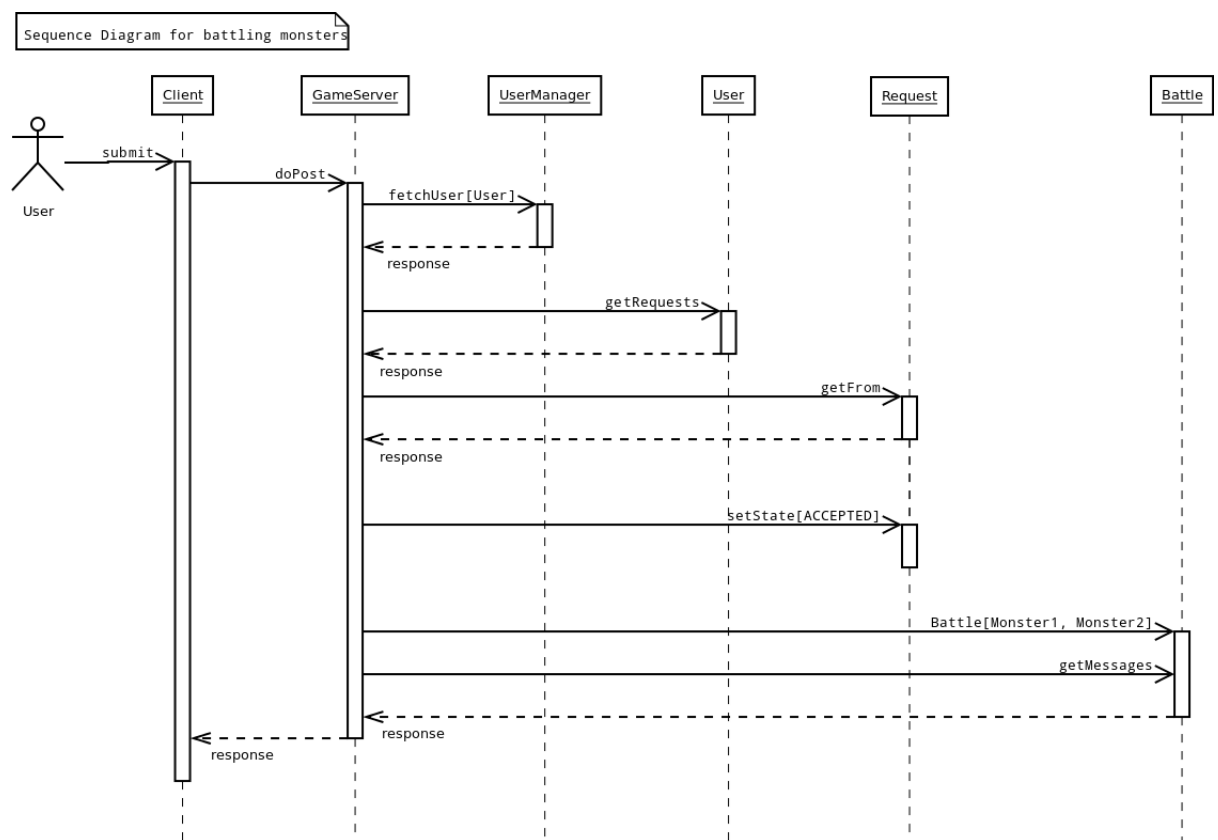 Sequence Diagram for battling monsters
Client
GameServer
UserManager
User
Request
Battle
submit
User
doPost
fetchUser[User]
response
getRequests
response
getFrom
response
setState[ACCEPTED]
Battle[Monster1, Monster2]
getMessages
response
response